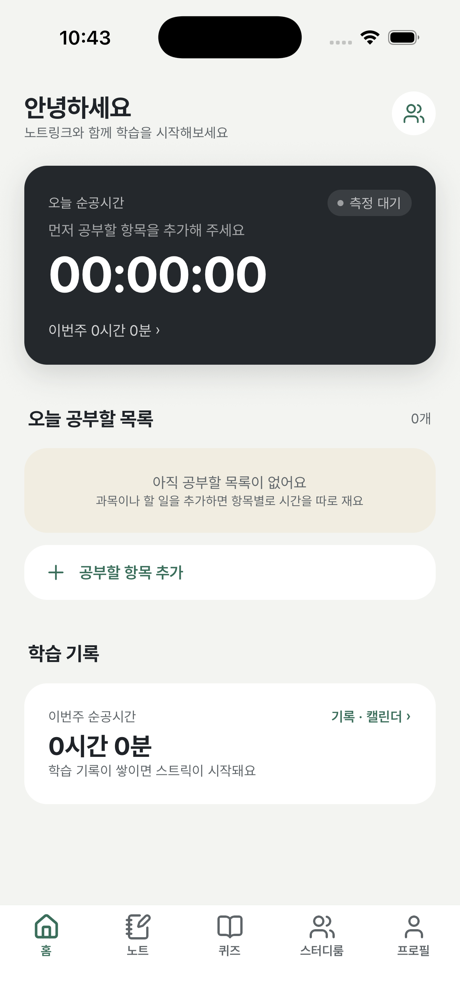 10:43
안녕하세요
노트링크와 함께 학습을 시작해보세요
오늘 순공시간
측정 대기
먼저 공부할 항목을 추가해 주세요
00:00:00
이번주 0시간 0분 ›
오늘 공부할 목록
0개
아직 공부할 목록이 없어요
과목이나 할 일을 추가하면 항목별로 시간을 따로 재요
공부할 항목 추가
학습 기록
이번주 순공시간
기록 · 캘린더 ›
0시간 0분
학습 기록이 쌓이면 스트릭이 시작돼요
홈
노트
퀴즈
스터디룸
프로필